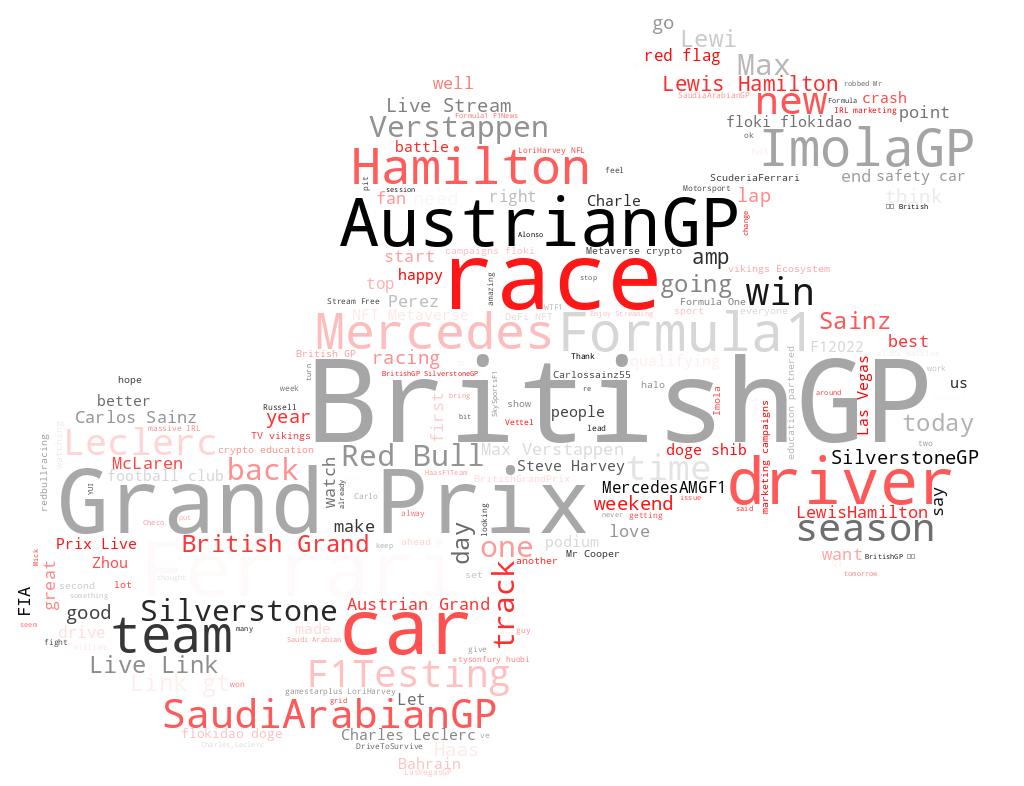 go
Lewi
red flag
Max
Lewis Hamilton
robbed Mr
well
SaudiaArabianGP
new
Formula
crash
Live Stream
IRL marketing
point
Formula1 F1News
Verstappen
floki flokidao
battle
LoriHarvey NFL
ok
ImolaGP
Hamilton
feel
ScuderiaFerrari
end
safety car
pit
session
Motorsport
fan
need
right
Charle
lap
think
British
AustrianGP
Alonso
change
start
campaigns floki
Metaverse crypto
amp
happy
race
vikings Ecosystem
top
amazing
stop
going
win
Stream Free
Perez
Formula One
NFT Metaverse
DeFi NFT
WTF1
Enjoy Streaming
sport
everyone
Mercedes
Formula1
Sainz
F12022
best
British GP
racing
Thank
qualifying
education partnered
work
turn
BritishGP SilverstoneGP
Carlossainz55
hope
week
SkySportsF1
re
halo
us
better
bring
around
Las Vegas
Russell
first
show
people
Imola
Carlos Sainz
year
bit
BritishGP
today
massive IRL
Vettel
lead
watching
TV vikings
two
Leclerc
crypto education
Red Bull
Max Verstappen
doge shib
SilverstoneGP
McLaren
back
Steve Harvey
time
marketing campaigns
football club
watch
HaasF1Team
BritishGrandPrix
redbullracing
YUI
already
MercedesAMGF1
driver
Grand Prix
Carlo
issue
said
say
weekend
LewisHamilton
alway
never
getting
Checo
put
make
day
looking
love
season
Prix Live
British Grand
keep
ahead
one
podium
Mr Cooper
want
BritishGP
Mick
Zhou
another
great
Ferrari
thought
set
tomorrow
second
lot
something
FIA
good
Silverstone
Austrian Grand
track
seem
drive
team
many
made
Saudi Arabian
car
guy
fight
give
Live Link
tysonfury huobi
Link gt
won
F1Testing
gamestarplus LoriHarvey
grid
Let
SaudiArabianGP
flokidao doge
Charles Leclerc
ve
Charles_Leclerc
DriveToSurvive
Haas
Bahrain
LasVegasGP